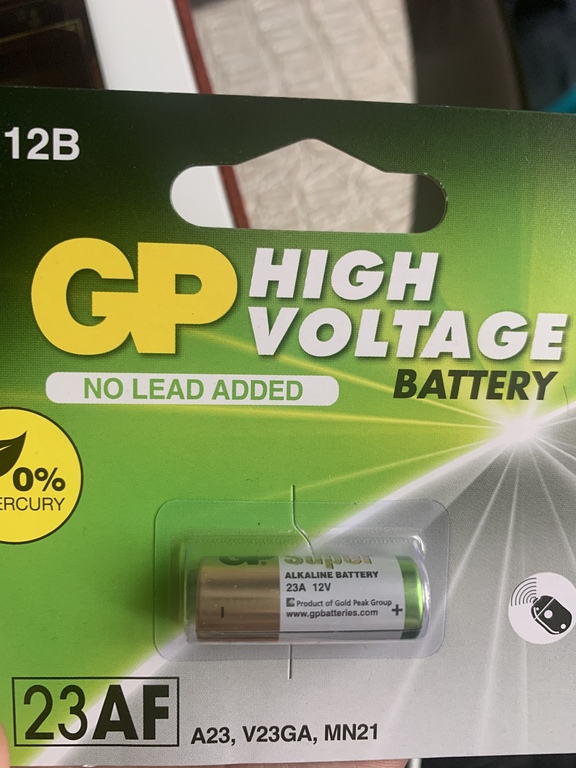 12B
GP HIGH
VOLTAGE
BATTERY
NO LEAD ADDED
0%
ERCURY
GP Super
ALKALINE BATTERY
23A 12V
Product of Gold Peak Group
www.gpbatteries.com
- +
23AF
A23, V23GA, MN21